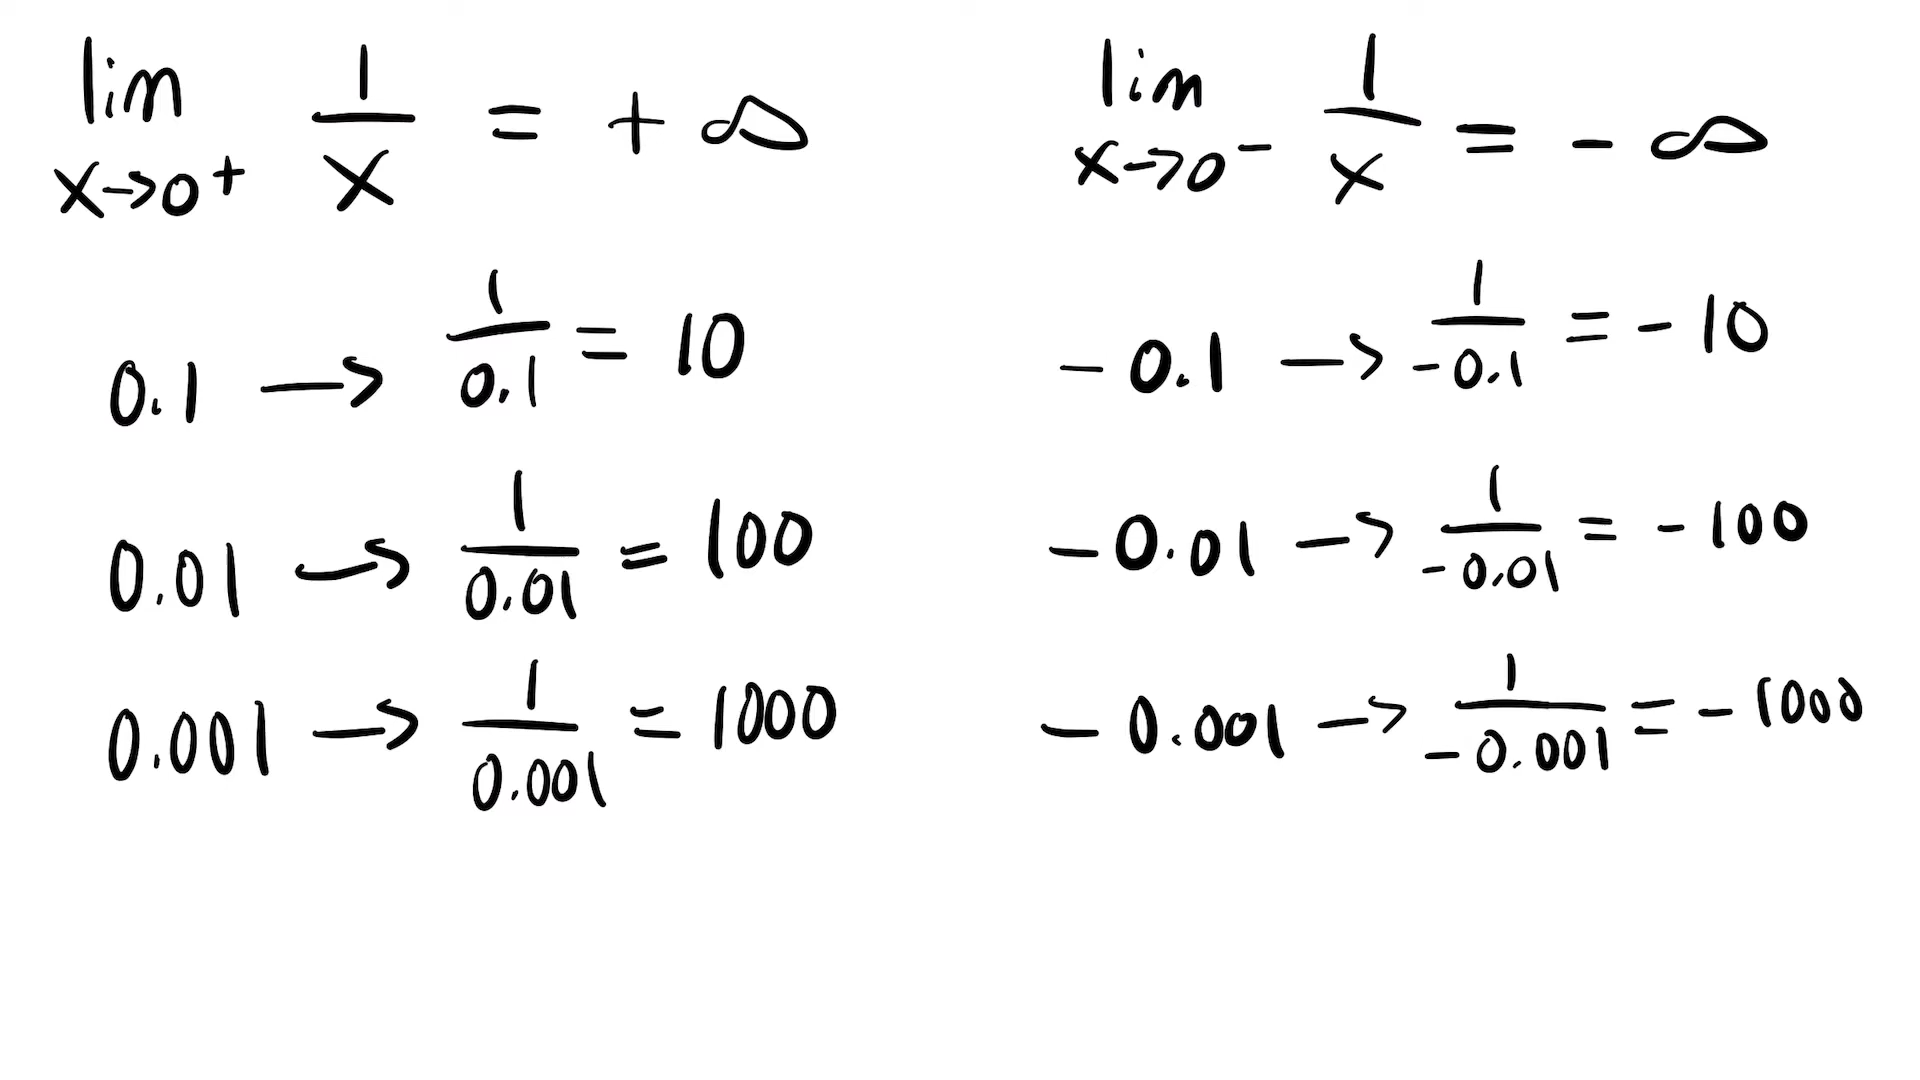 lim x→0⁺ 1/x = + ∞
0.1 → 1/0.1 = 10
0.01 → 1/0.01 = 100
0.001 → 1/0.001 = 1000
lim x→0⁻ 1/x = - ∞
- 0.1 → 1/-0.1 = - 10
- 0.01 → 1/-0.01 = - 100
- 0.001 → 1/-0.001 = - 1000